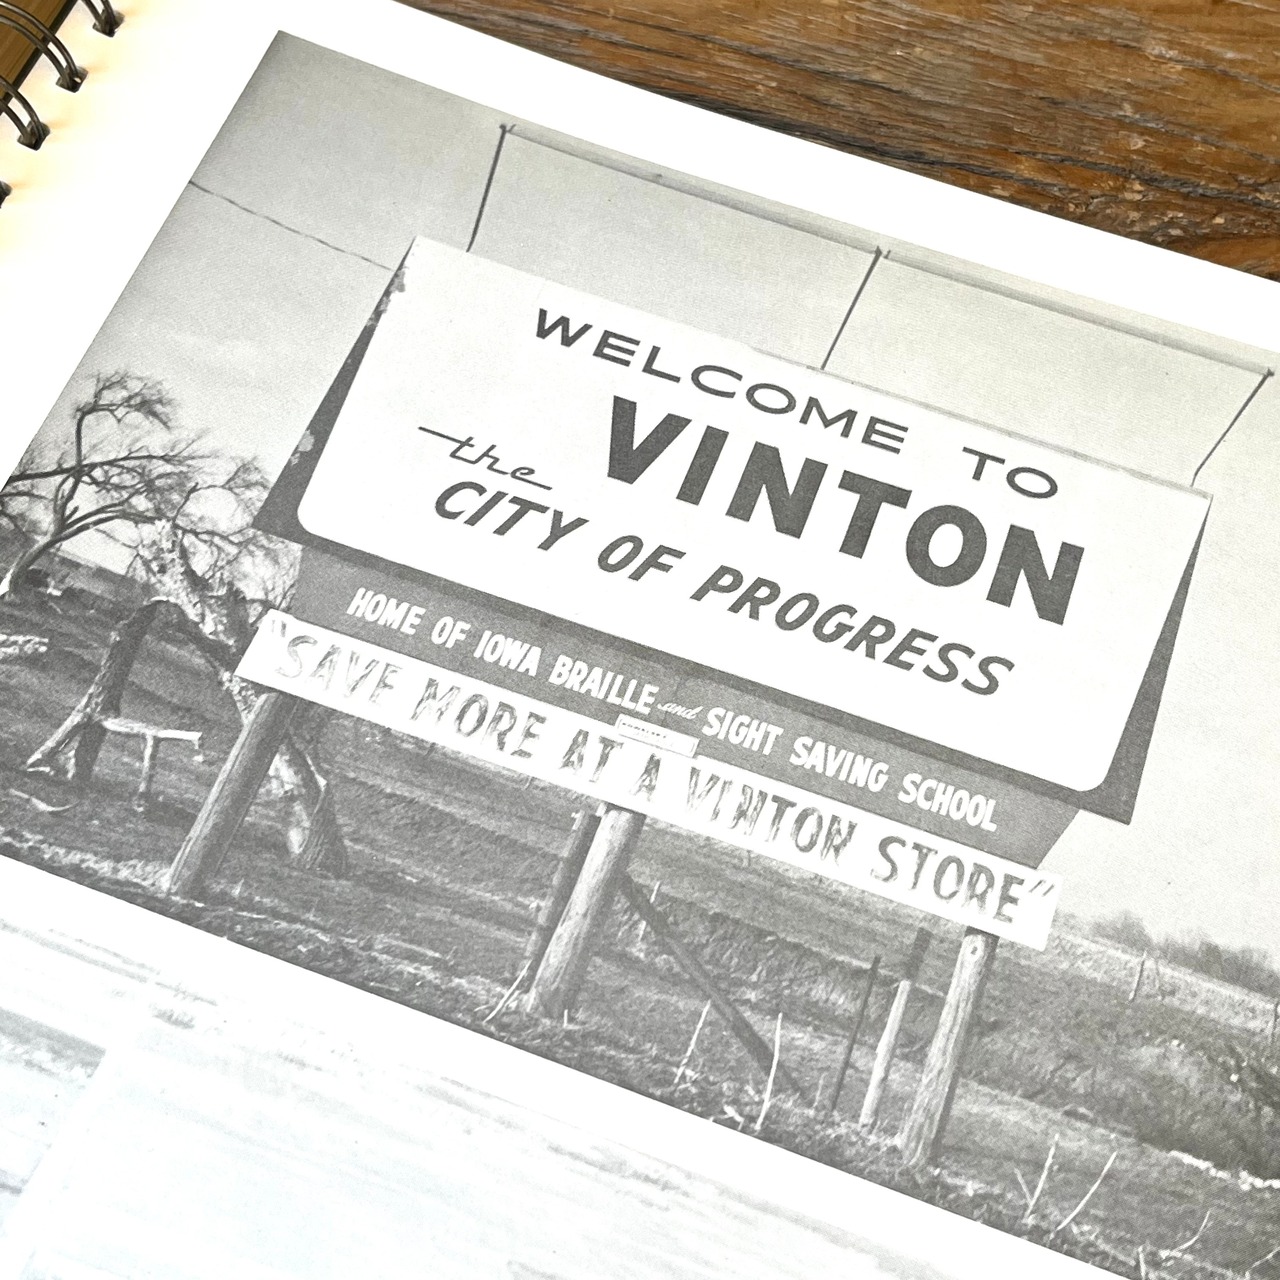 WELCOME TO
VINTON
the
CITY OF PROGRESS
HOME OF IOWA BRAILLE and SIGHT SAVING SCHOOL
"SAVE MORE AT A VINTON STORE"